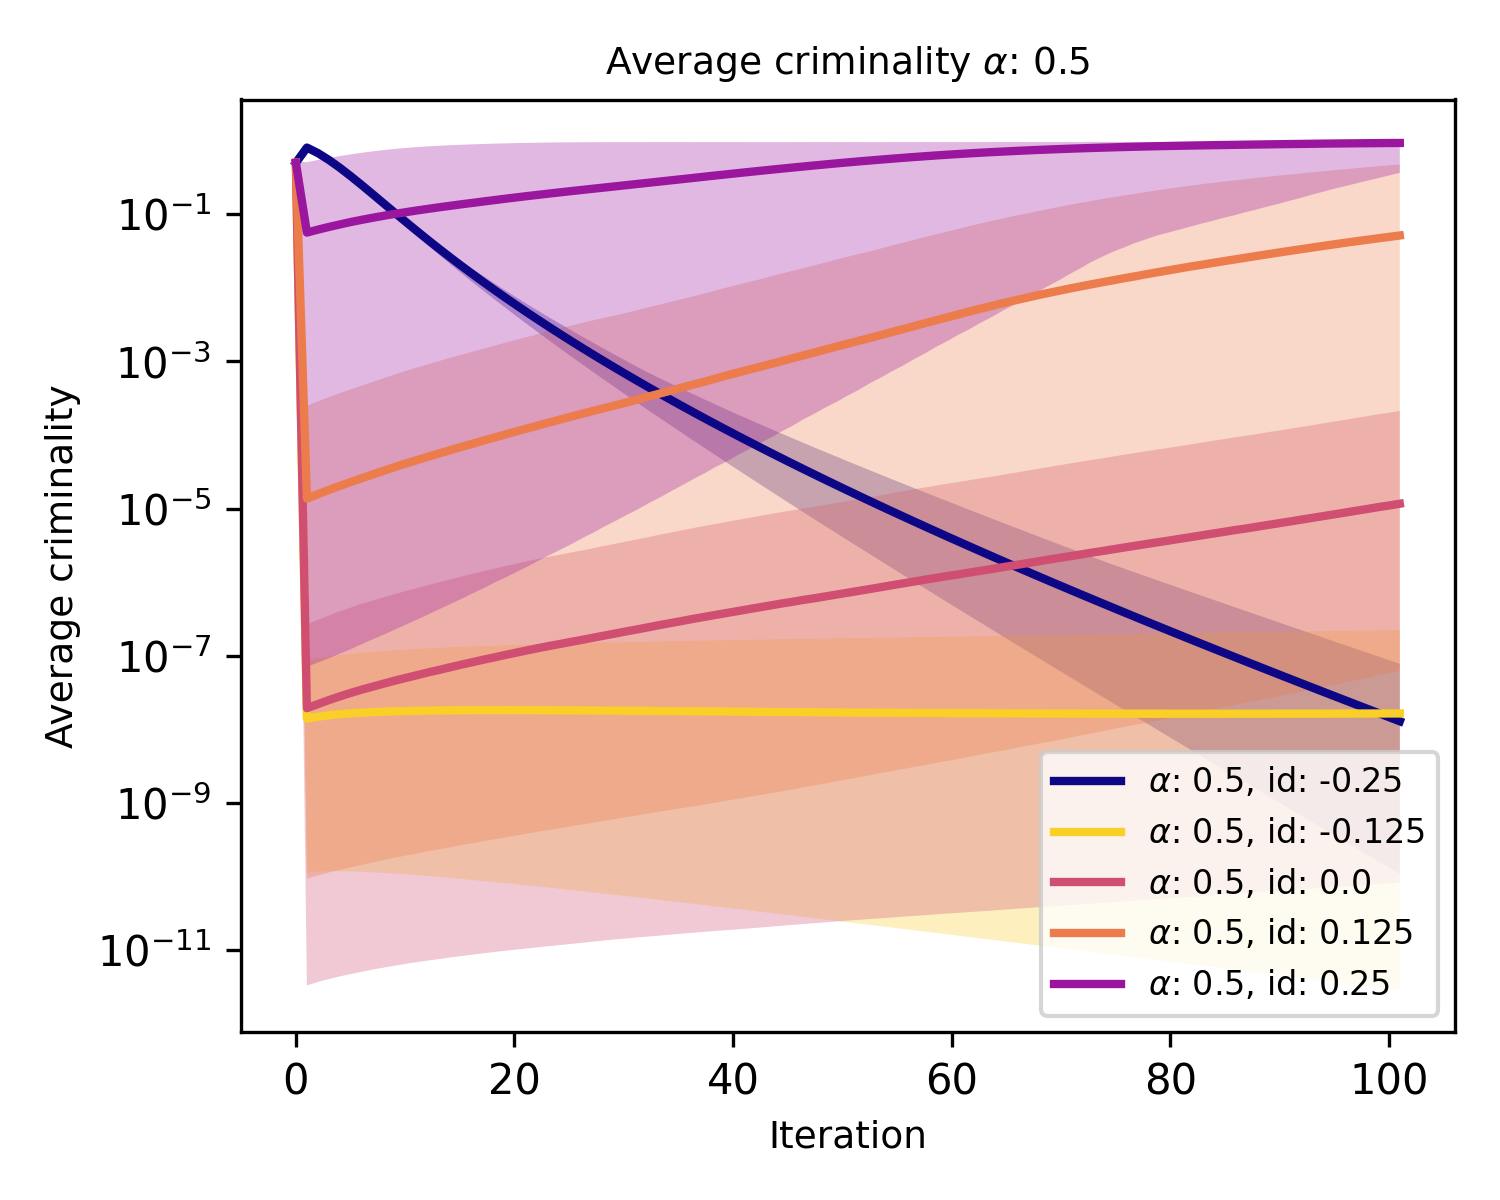 Average criminality α: 0.5
Average criminality
10⁻¹
10⁻³
10⁻⁵
10⁻⁷
10⁻⁹
10⁻¹¹
α: 0.5, id: -0.25
α: 0.5, id: -0.125
α: 0.5, id: 0.0
α: 0.5, id: 0.125
α: 0.5, id: 0.25
0 20 40 60 80 100
Iteration